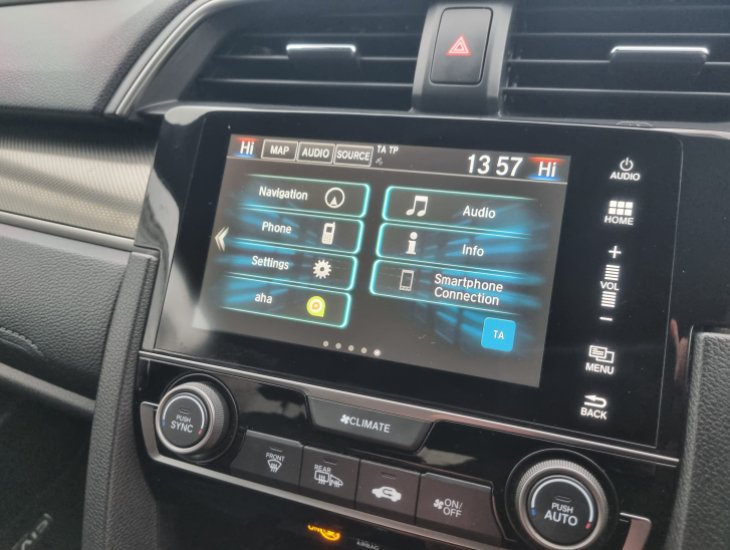 Hi MAP AUDIO SOURCE TA TP 13 57 Hi
Navigation
Audio
Phone
Info
Settings
Smartphone
Connection
aha
TA
AUDIO
HOME
+
VOL
−
MENU
BACK
PUSH
SYNC
CLIMATE
FRONT
REAR
ON/
OFF
PUSH
AUTO